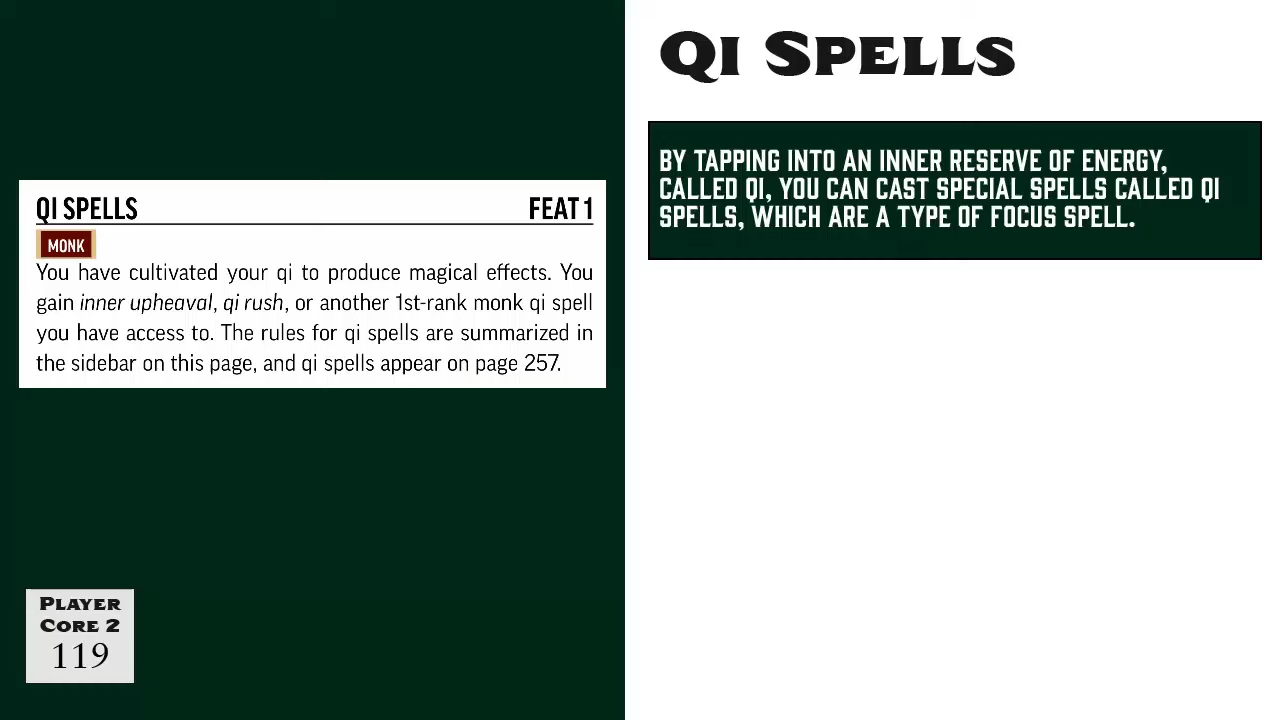 QI SPELLS FEAT 1
MONK
You have cultivated your qi to produce magical effects. You
gain inner upheaval, qi rush, or another 1st-rank monk qi spell
you have access to. The rules for qi spells are summarized in
the sidebar on this page, and qi spells appear on page 257.
PLAYER
CORE 2
119
QI SPELLS
BY TAPPING INTO AN INNER RESERVE OF ENERGY,
CALLED QI, YOU CAN CAST SPECIAL SPELLS CALLED QI
SPELLS, WHICH ARE A TYPE OF FOCUS SPELL.